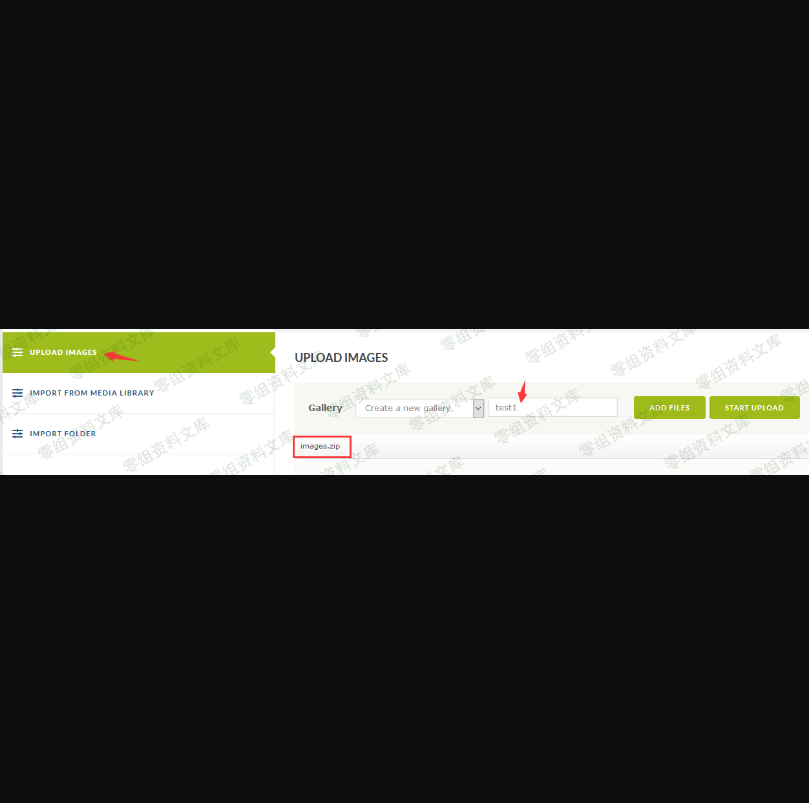 UPLOAD IMAGES
IMPORT FROM MEDIA LIBRARY
IMPORT FOLDER
UPLOAD IMAGES
Gallery
Create a new gallery
test1
ADD FILES
START UPLOAD
images.zip
零组资料文库